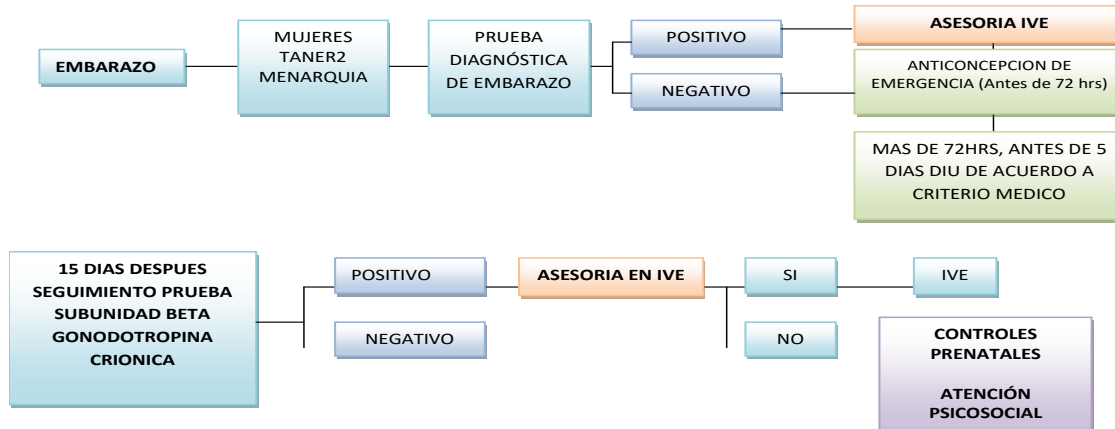 EMBARAZO
MUJERES
TANER2
MENARQUIA
PRUEBA
DIAGNÓSTICA
DE EMBARAZO
POSITIVO
NEGATIVO
ASESORIA IVE
ANTICONCEPCION DE
EMERGENCIA (Antes de 72 hrs)
MAS DE 72HRS, ANTES DE 5
DIAS DIU DE ACUERDO A
CRITERIO MEDICO
15 DIAS DESPUES
SEGUIMIENTO PRUEBA
SUBUNIDAD BETA
GONODOTROPINA
CRIONICA
POSITIVO
NEGATIVO
ASESORIA EN IVE
SI
NO
IVE
CONTROLES
PRENATALES
ATENCIÓN
PSICOSOCIAL